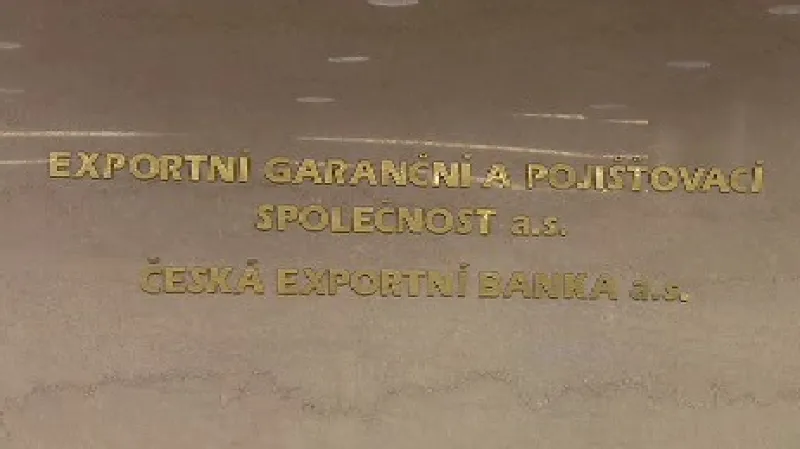 EXPORTNÍ GARANČNÍ A POJIŠŤOVACÍ
SPOLEČNOST a.s.
ČESKÁ EXPORTNÍ BANKA a.s.